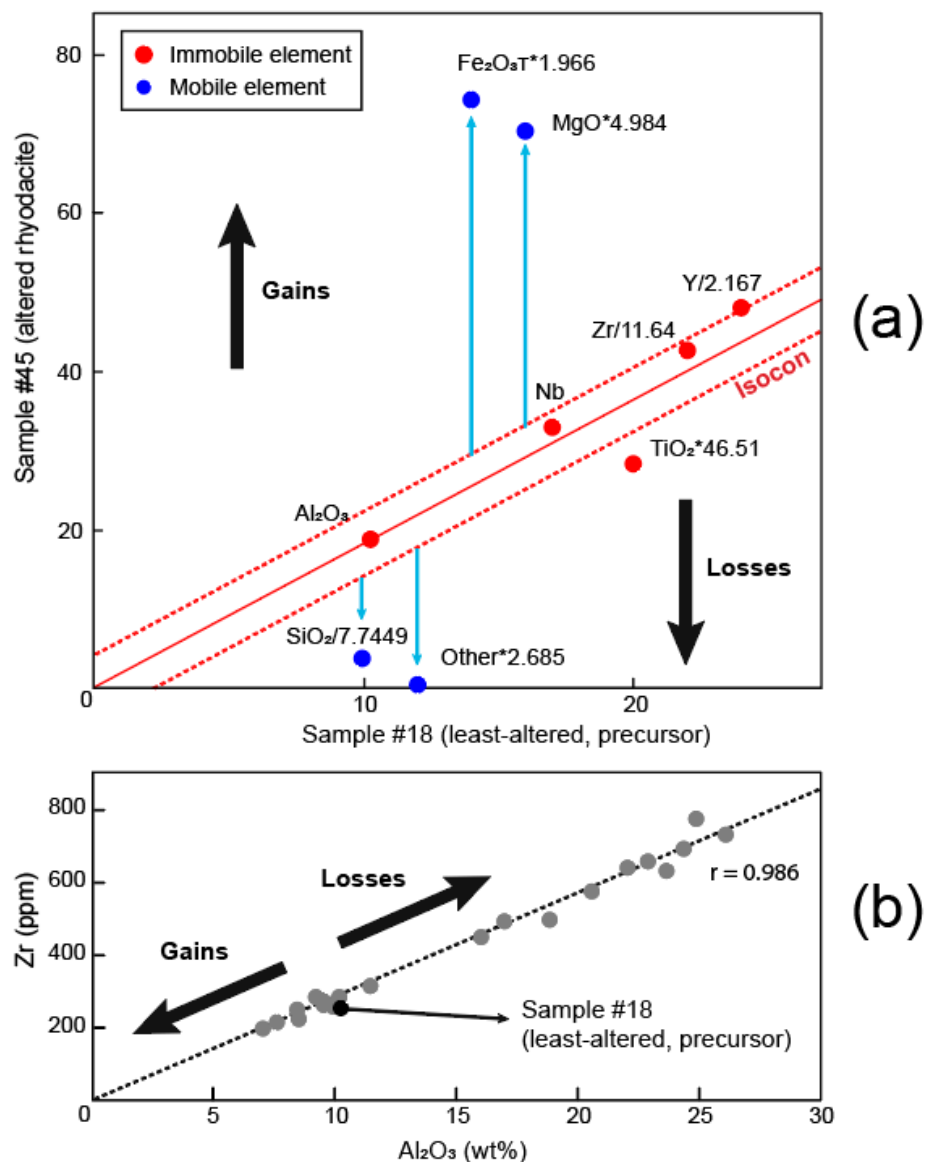 (a)
80
60
40
20
0
10
20
Sample #45 (altered rhyodacite)
Immobile element
Mobile element
Fe₂O₃ᴛ*1.966
MgO*4.984
Gains
Y/2.167
Zr/11.64
Nb
Isocon
TiO₂*46.51
Al₂O₃
Losses
SiO₂/7.7449
Other*2.685
Sample #18 (least-altered, precursor)
(b)
800
600
400
200
0
5
10
15
20
25
30
Zr (ppm)
Losses
Gains
r = 0.986
Sample #18
(least-altered, precursor)
Al₂O₃ (wt%)